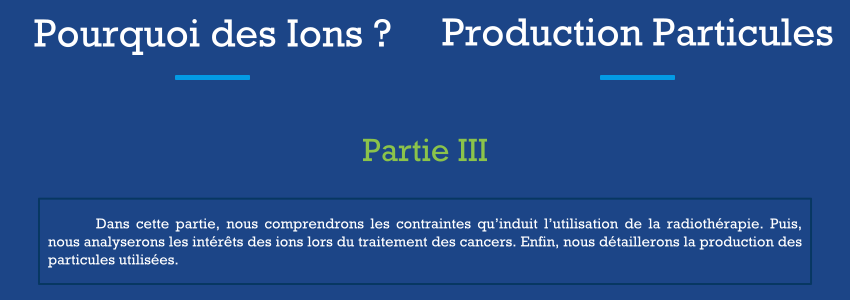 Pourquoi des Ions ?
Production Particules
Partie III
Dans cette partie, nous comprendrons les contraintes qu'induit l'utilisation de la radiothérapie. Puis,
nous analyserons les intérêts des ions lors du traitement des cancers. Enfin, nous détaillerons la production des
particules utilisées.